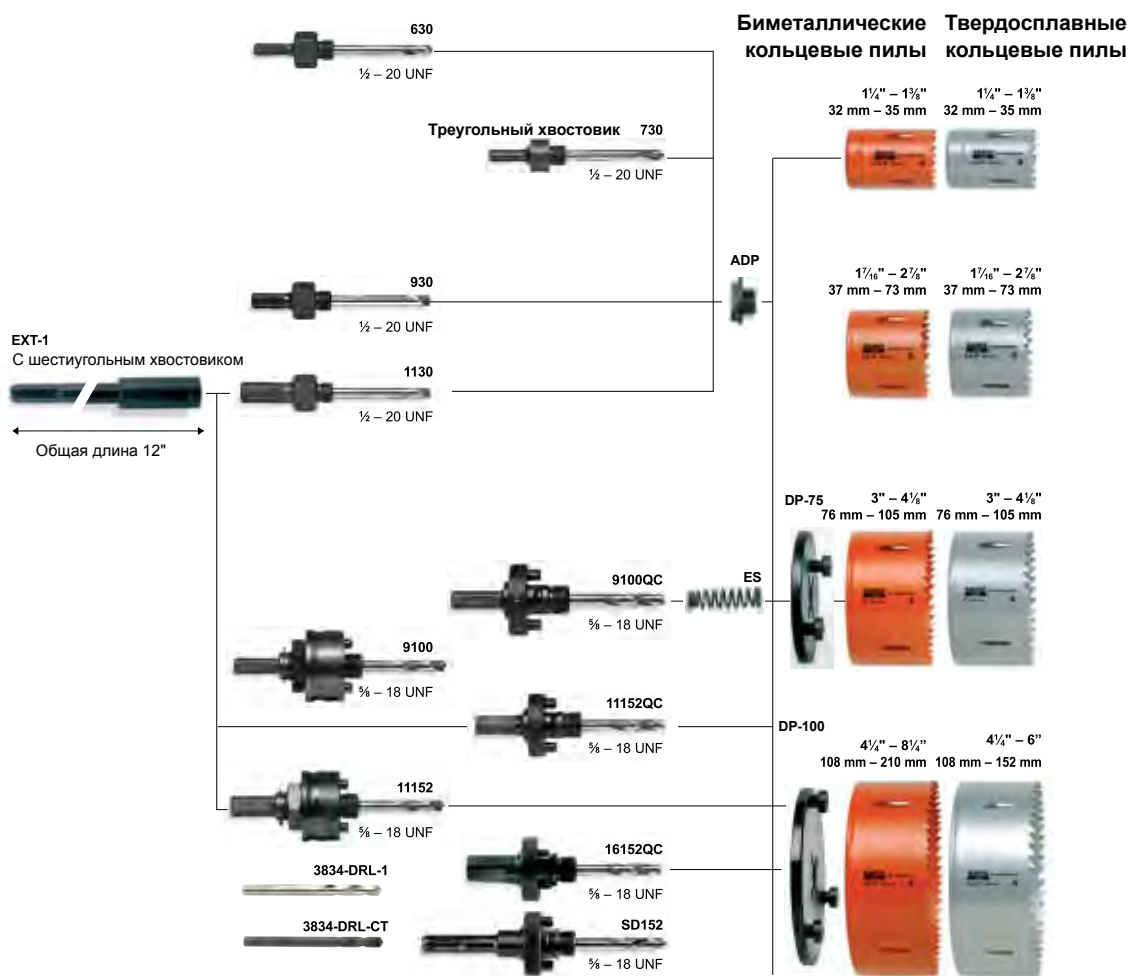 Биметаллические кольцевые пилы
Твердосплавные кольцевые пилы
630
½ – 20 UNF
1¼" – 1⅜"
32 mm – 35 mm
1¼" – 1⅜"
32 mm – 35 mm
Треугольный хвостовик 730
½ – 20 UNF
ADP
930
½ – 20 UNF
1⁷⁄₁₆" – 2⅞"
37 mm – 73 mm
1⁷⁄₁₆" – 2⅞"
37 mm – 73 mm
EXT-1
С шестиугольным хвостовиком
1130
½ – 20 UNF
Общая длина 12"
DP-75
3" – 4⅛"
76 mm – 105 mm
3" – 4⅛"
76 mm – 105 mm
9100QC
⅝ – 18 UNF
ES
9100
⅝ – 18 UNF
11152QC
⅝ – 18 UNF
DP-100
4¼" – 8¼”
108 mm – 210 mm
4¼" – 6”
108 mm – 152 mm
11152
⅝ – 18 UNF
16152QC
⅝ – 18 UNF
3834-DRL-1
3834-DRL-CT
SD152
⅝ – 18 UNF